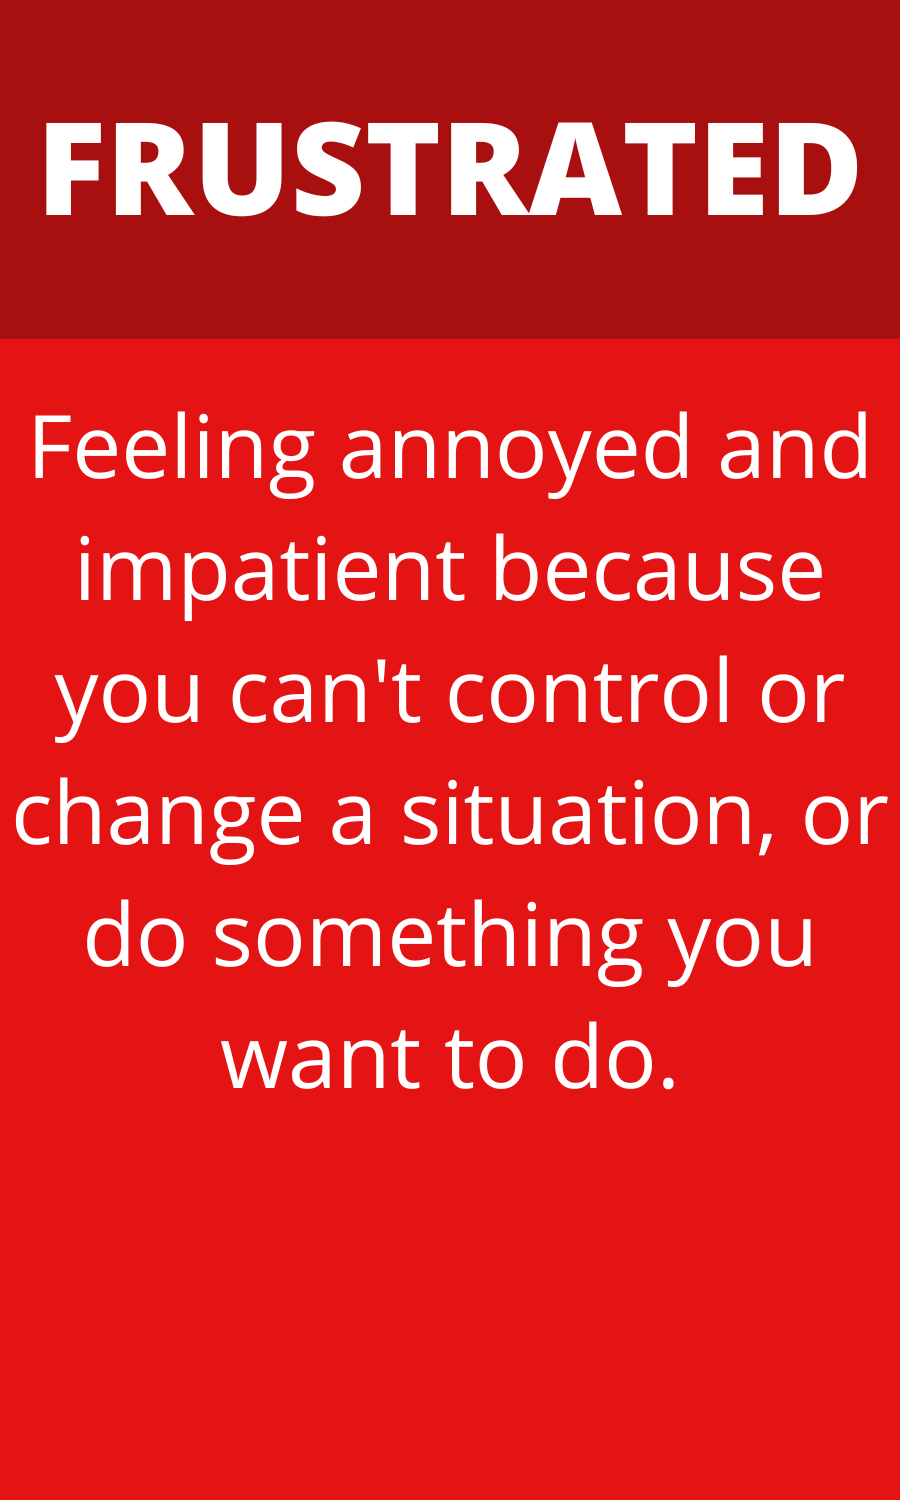 FRUSTRATED
Feeling annoyed and
impatient because
you can't control or
change a situation, or
do something you
want to do.